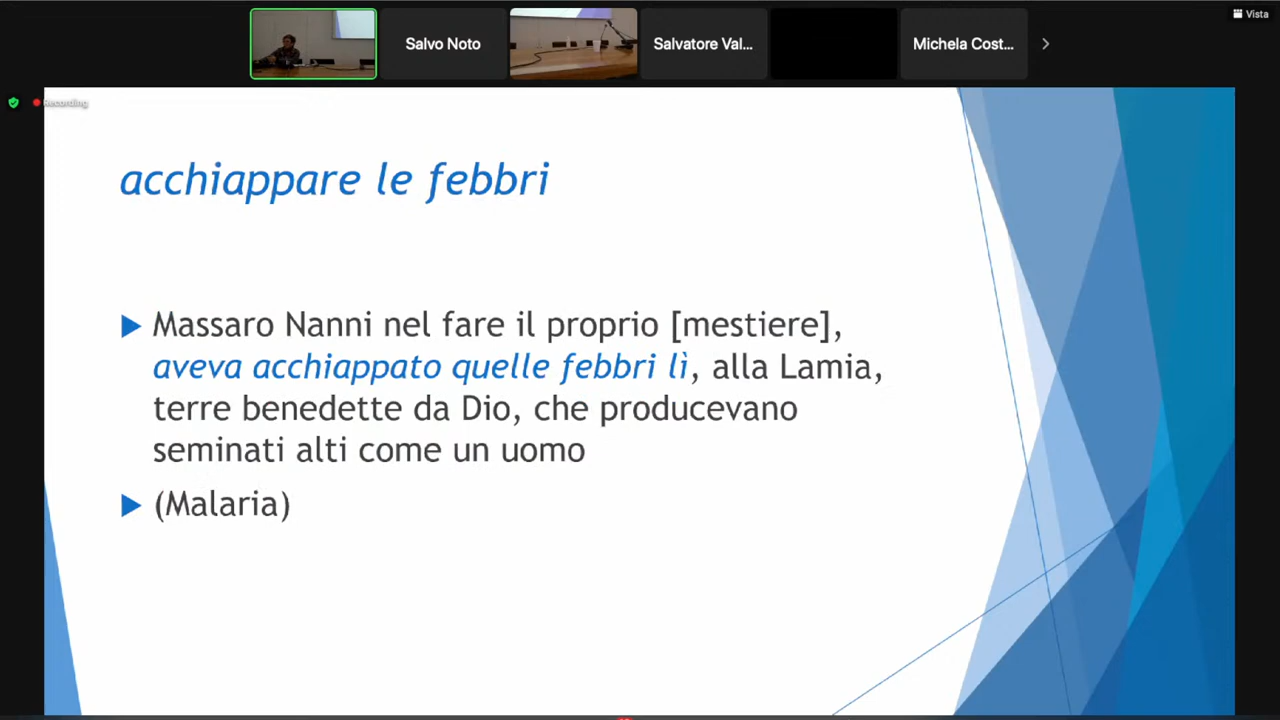 Vista
Salvo Noto
Salvatore Val...
Michela Cost...
Recording
acchiappare le febbri
Massaro Nanni nel fare il proprio [mestiere],
aveva acchiappato quelle febbri lì, alla Lamia,
terre benedette da Dio, che producevano
seminati alti come un uomo
(Malaria)